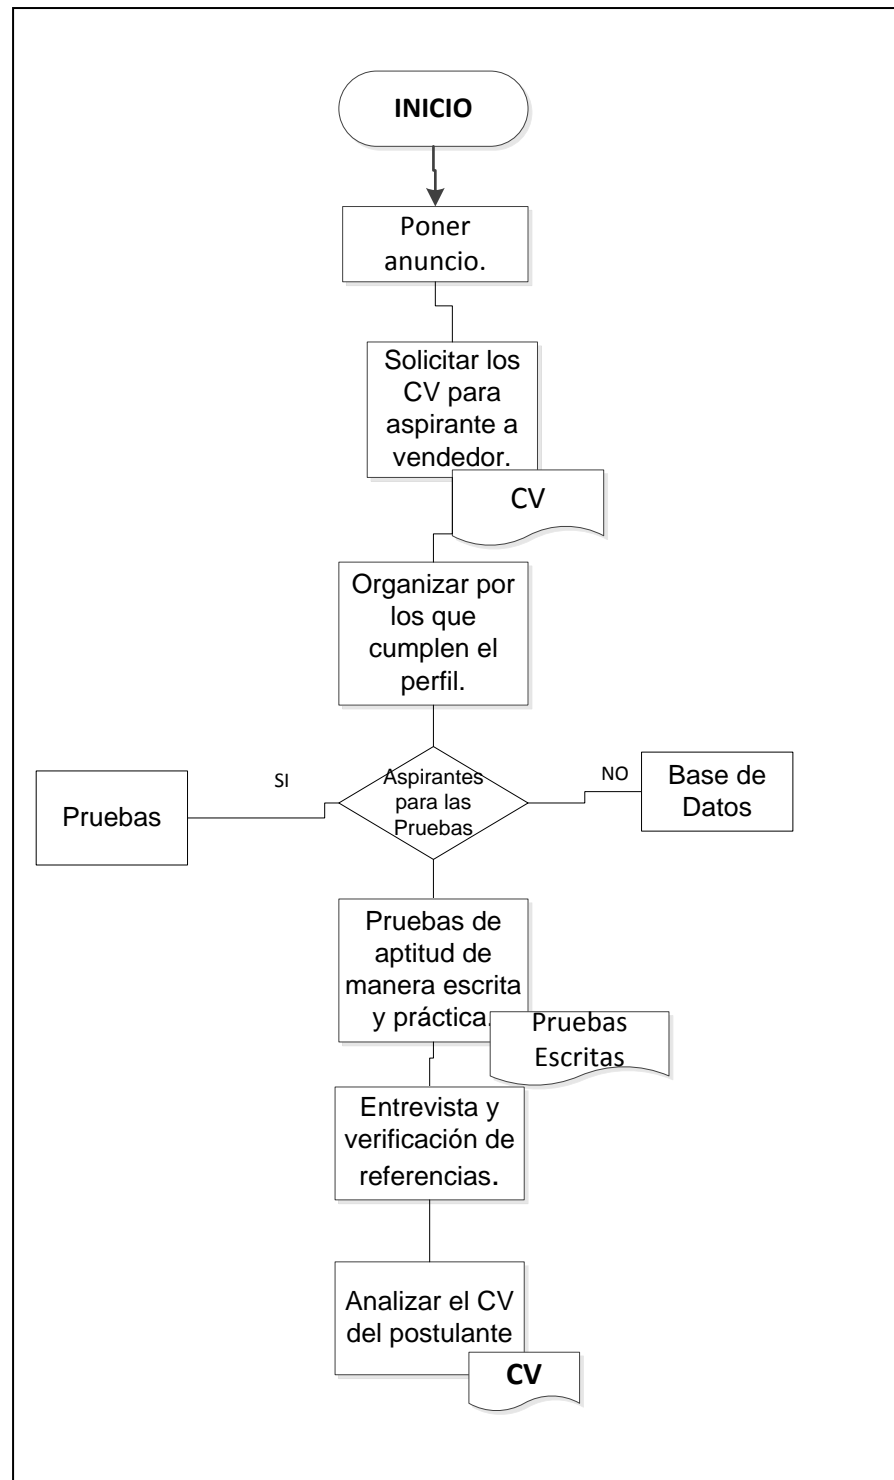 INICIO
Poner
anuncio.
Solicitar los
CV para
aspirante a
vendedor.
CV
Organizar por
los que
cumplen el
perfil.
SI
Aspirantes
para las
Pruebas
NO
Base de
Datos
Pruebas
Pruebas de
aptitud de
manera escrita
y práctica.
Pruebas
Escritas
Entrevista y
verificación de
referencias.
Analizar el CV
del postulante
CV